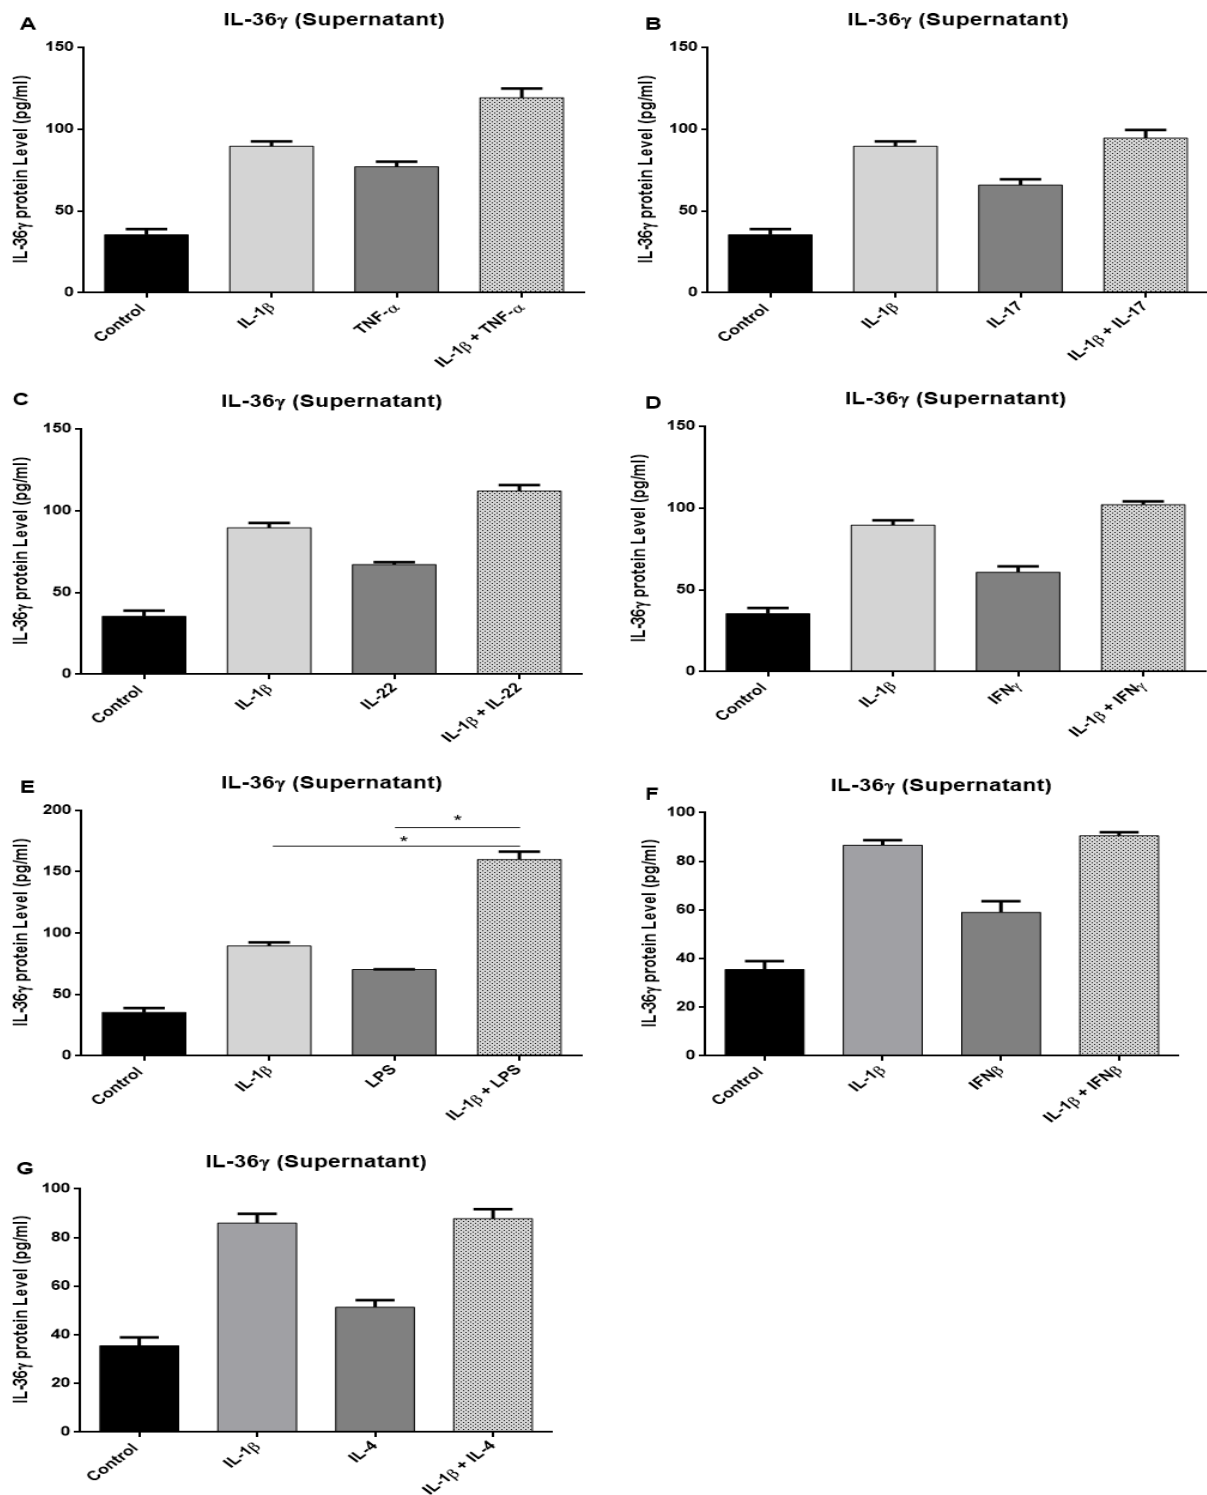 A
IL-36γ (Supernatant)
IL-36γ protein Level (pg/ml)
150
100
50
0
Control
IL-1β
TNF-α
IL-1β + TNF-α
B
IL-36γ (Supernatant)
IL-36γ protein Level (pg/ml)
150
100
50
0
Control
IL-1β
IL-17
IL-1β + IL-17
C
IL-36γ (Supernatant)
IL-36γ protein Level (pg/ml)
150
100
50
0
Control
IL-1β
IL-22
IL-1β + IL-22
D
IL-36γ (Supernatant)
IL-36γ protein Level (pg/ml)
150
100
50
0
Control
IL-1β
IFNγ
IL-1β + IFNγ
E
IL-36γ (Supernatant)
IL-36γ protein Level (pg/ml)
200
150
100
50
0
*
*
Control
IL-1β
LPS
IL-1β + LPS
F
IL-36γ (Supernatant)
IL-36γ protein Level (pg/ml)
100
80
60
40
20
0
Control
IL-1β
IFNβ
IL-1β + IFNβ
G
IL-36γ (Supernatant)
IL-36γ protein Level (pg/ml)
100
80
60
40
20
0
Control
IL-1β
IL-4
IL-1β + IL-4